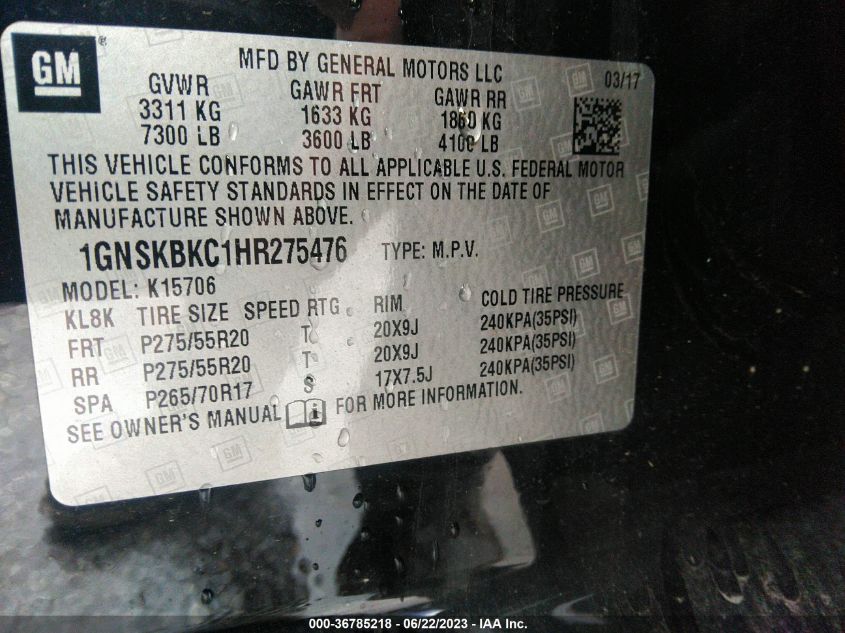 GM
MFD BY GENERAL MOTORS LLC
03/17
GVWR GAWR FRT GAWR RR
3311 KG 1633 KG 1860 KG
7300 LB 3600 LB 4100 LB
THIS VEHICLE CONFORMS TO ALL APPLICABLE U.S. FEDERAL MOTOR
VEHICLE SAFETY STANDARDS IN EFFECT ON THE DATE OF
MANUFACTURE SHOWN ABOVE.
1GNSKBKC1HR275476 TYPE: M.P.V.
MODEL: K15706
KL8K TIRE SIZE SPEED RTG RIM COLD TIRE PRESSURE
FRT P275/55R20 T 20X9J 240KPA(35PSI)
RR P275/55R20 T 20X9J 240KPA(35PSI)
SPA P265/70R17 S 17X7.5J 240KPA(35PSI)
SEE OWNER'S MANUAL i FOR MORE INFORMATION.
000-36785218 - 06/22/2023 - IAA Inc.